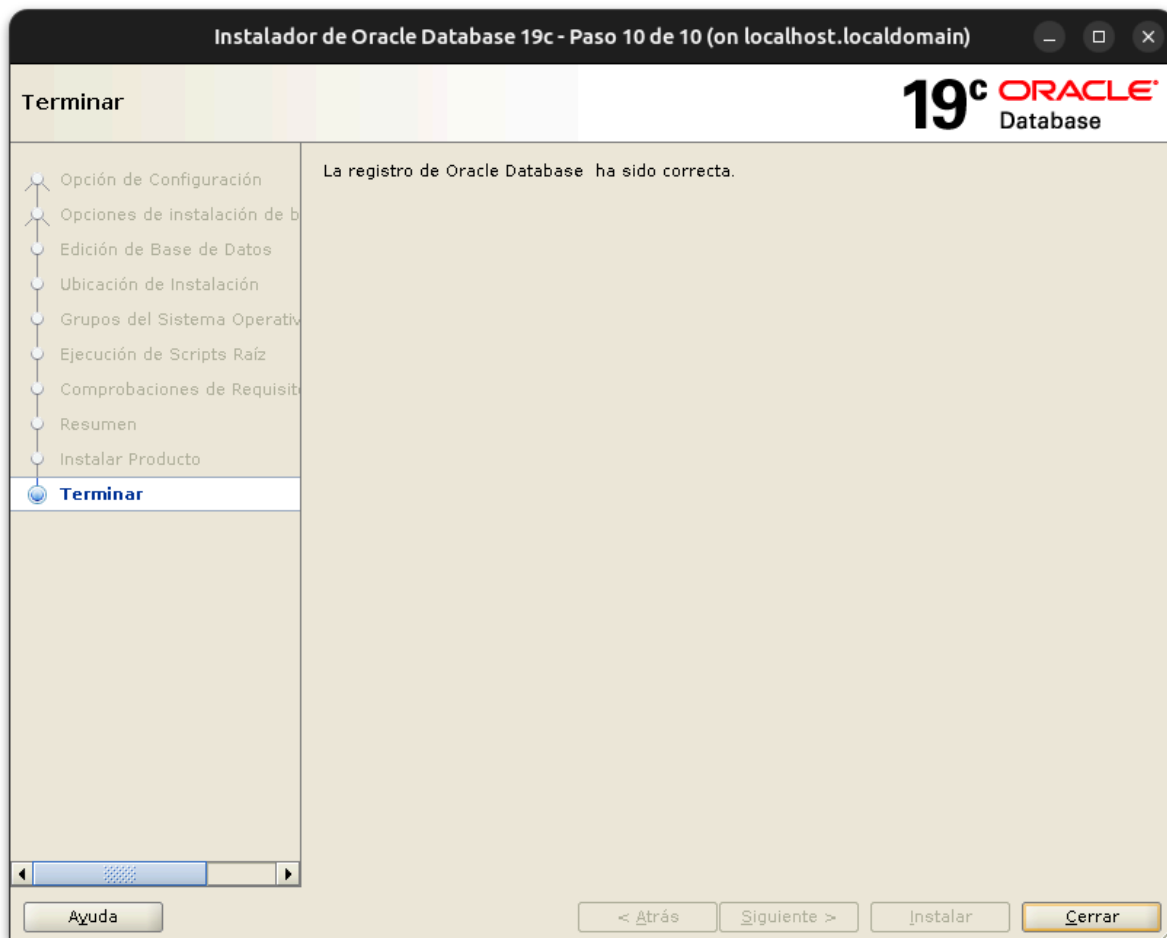 Instalador de Oracle Database 19c - Paso 10 de 10 (on localhost.localdomain)
Terminar
19c ORACLE
Database
Opción de Configuración
Opciones de instalación de b
Edición de Base de Datos
Ubicación de Instalación
Grupos del Sistema Operativ
Ejecución de Scripts Raíz
Comprobaciones de Requisito
Resumen
Instalar Producto
Terminar
La registro de Oracle Database  ha sido correcta.
Ayuda
< Atrás
Siguiente >
Instalar
Cerrar